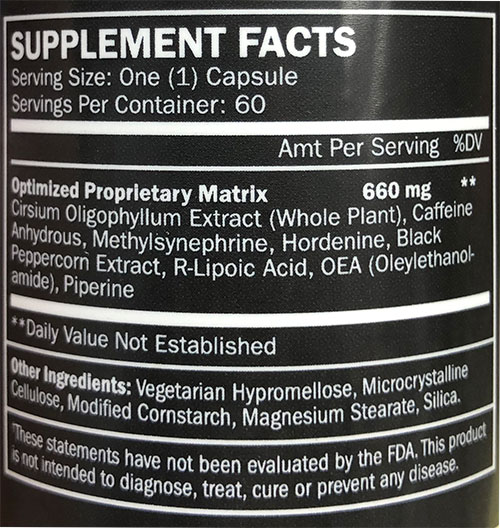 SUPPLEMENT FACTS
Serving Size: One (1) Capsule
Servings Per Container: 60
Amt Per Serving %DV
Optimized Proprietary Matrix 660 mg **
Cirsium Oligophyllum Extract (Whole Plant), Caffeine
Anhydrous, Methylsynephrine, Hordenine, Black
Peppercorn Extract, R-Lipoic Acid, OEA (Oleylethanol-
amide), Piperine
**Daily Value Not Established
Other Ingredients: Vegetarian Hypromellose, Microcrystalline
Cellulose, Modified Cornstarch, Magnesium Stearate, Silica.
*These statements have not been evaluated by the FDA. This product
is not intended to diagnose, treat, cure or prevent any disease.